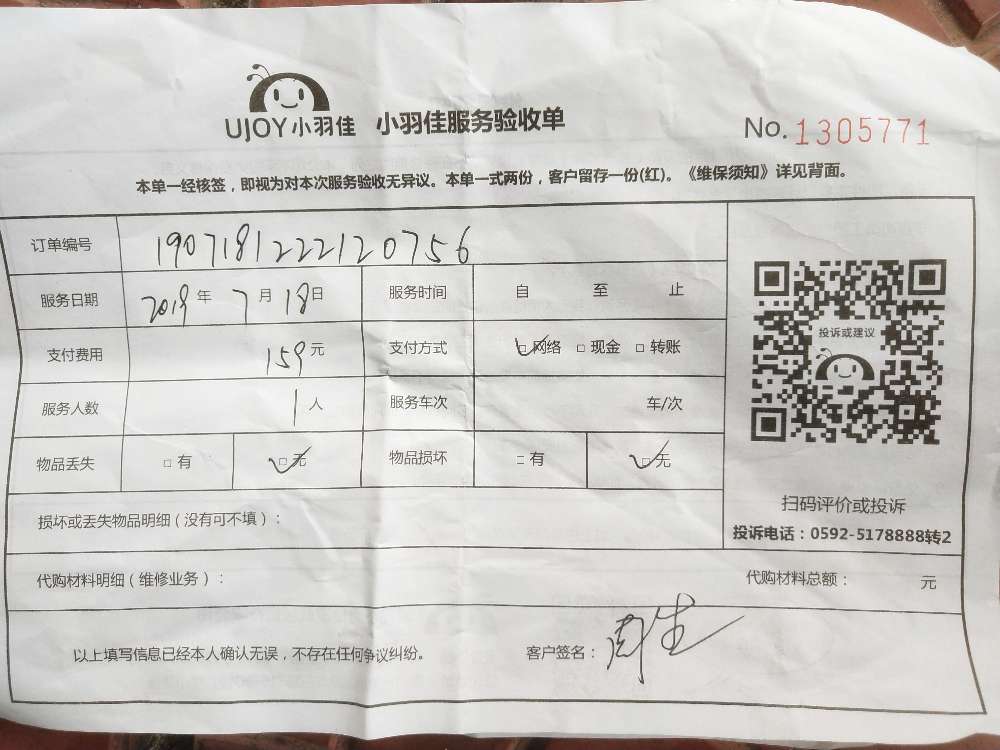 UJOY小羽佳 小羽佳服务验收单
No. 1305771
本单一经核签，即视为对本次服务验收无异议。本单一式两份，客户留存一份(红)。《维保须知》详见背面。
订单编号 1907181222120756
服务日期 2019年 7月 18日 服务时间 自 至 止
支付费用 159元 支付方式 □网络 □现金 □转账
服务人数 1人 服务车次 车/次
物品丢失 □有 □无 物品损坏 □有 □无
投诉或建议
扫码评价或投诉
投诉电话：0592-5178888转2
损坏或丢失物品明细（没有可不填）：
代购材料明细（维修业务）： 代购材料总额： 元
以上填写信息已经本人确认无误，不存在任何争议纠纷。 客户签名：周生